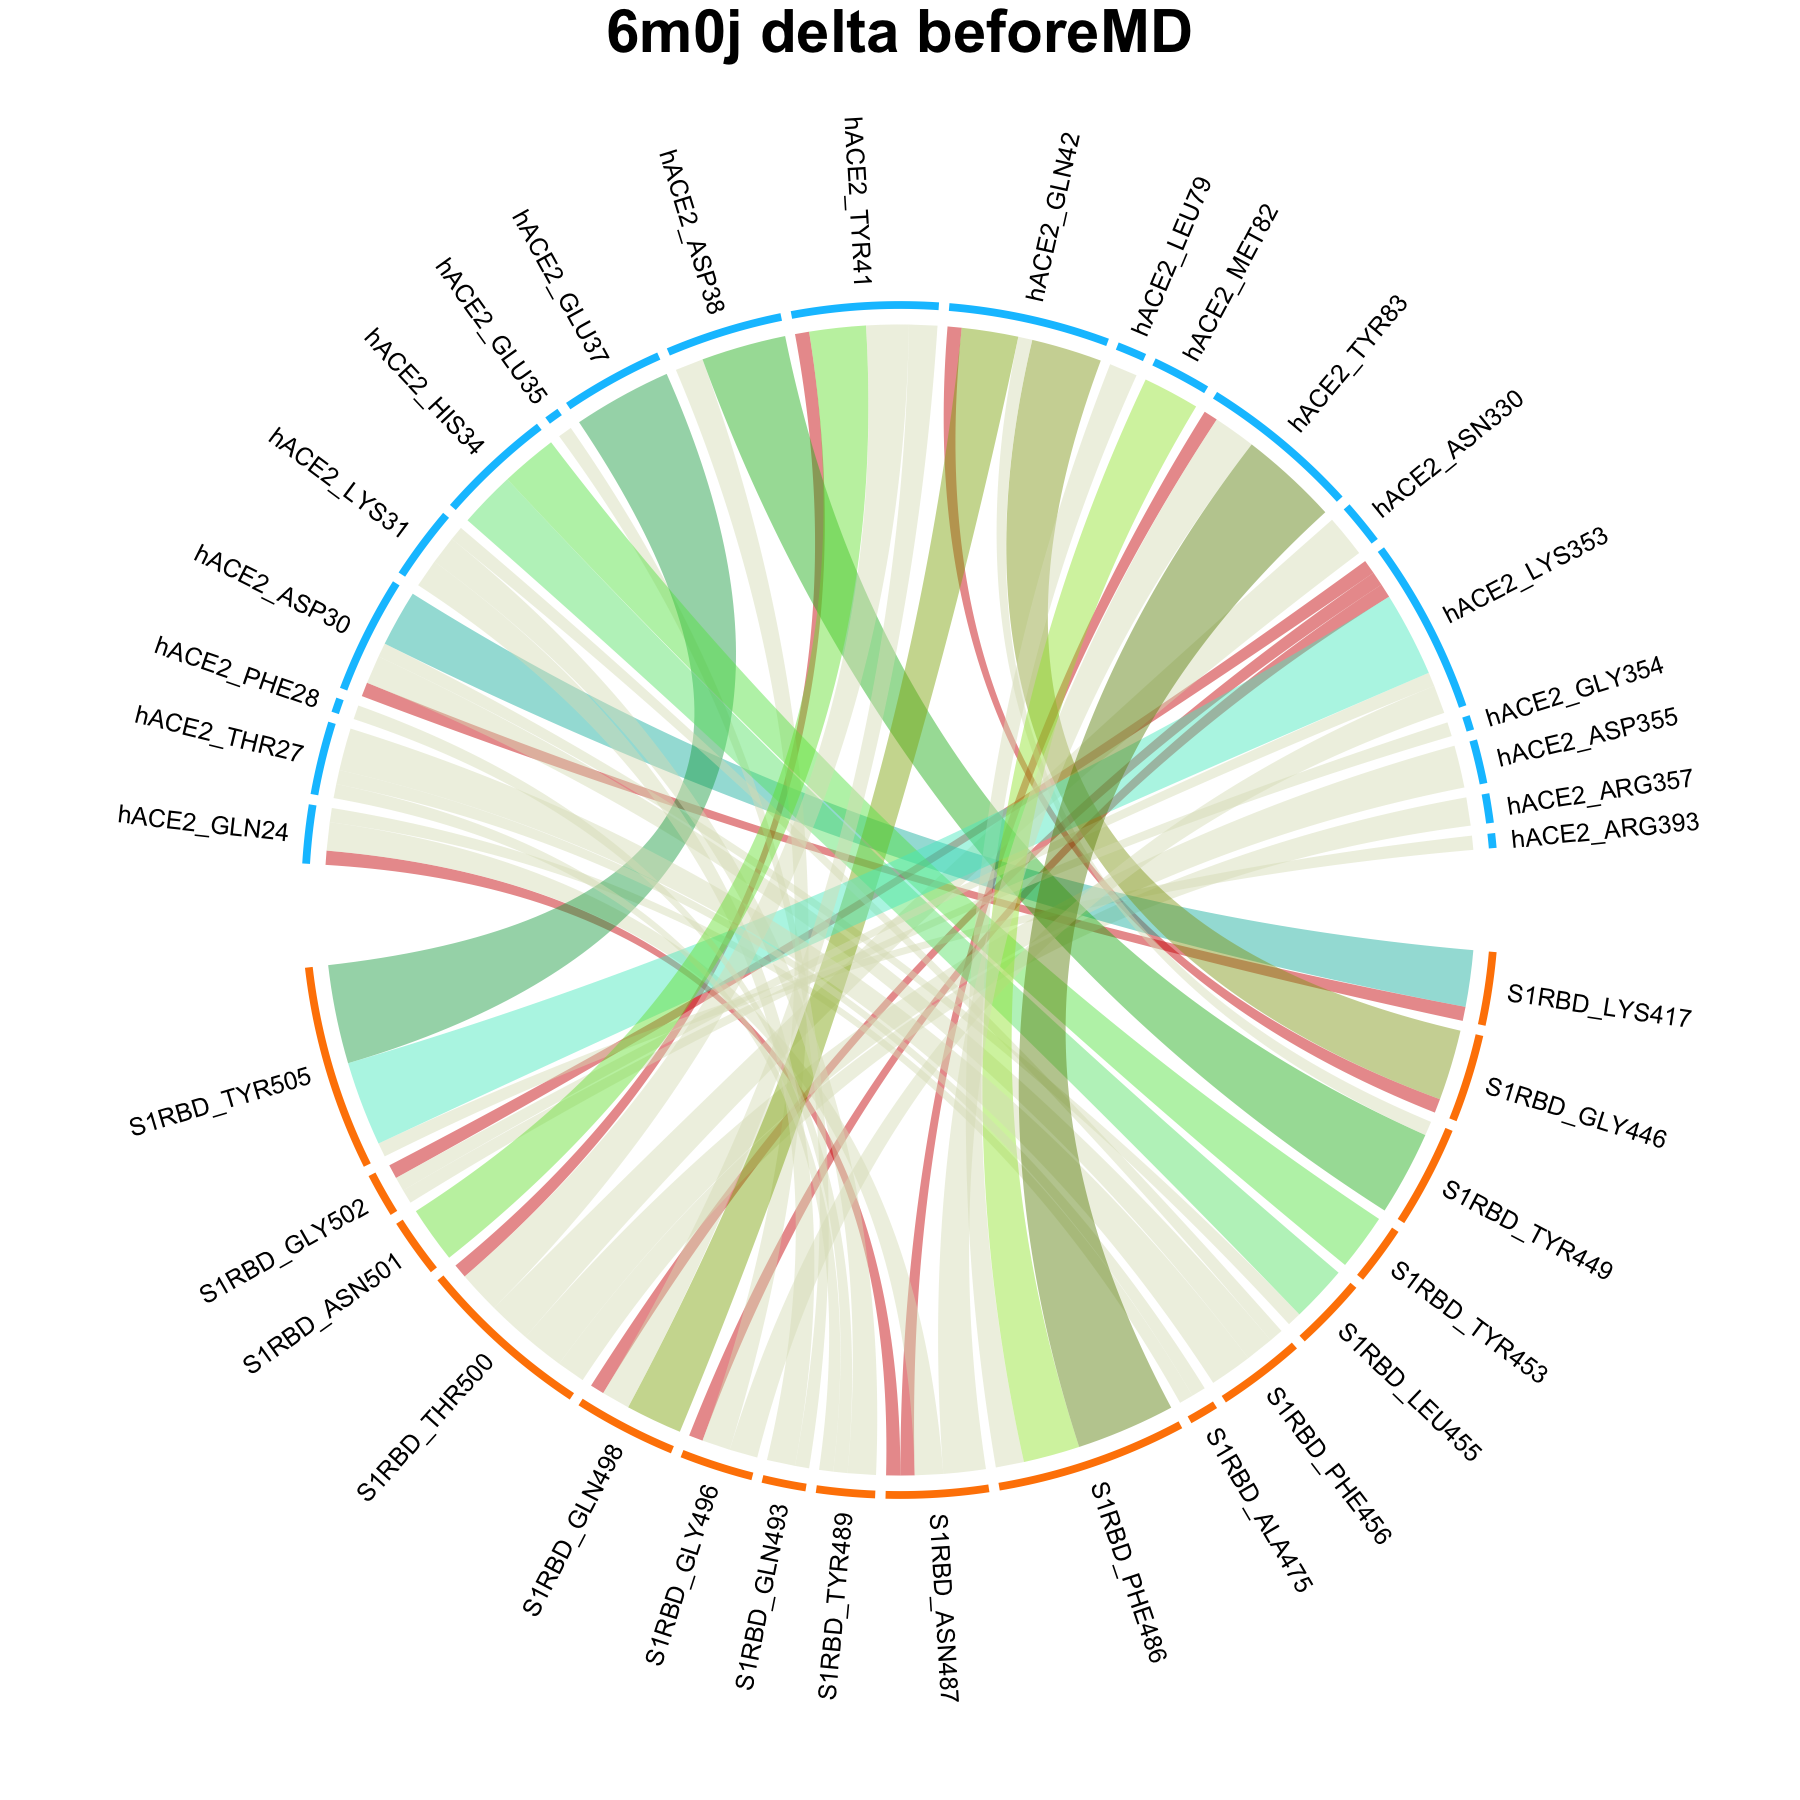 6m0j delta beforeMD
hACE2_GLN24
hACE2_THR27
hACE2_PHE28
hACE2_ASP30
hACE2_LYS31
hACE2_HIS34
hACE2_GLU35
hACE2_GLU37
hACE2_ASP38
hACE2_TYR41
hACE2_GLN42
hACE2_LEU79
hACE2_MET82
hACE2_TYR83
hACE2_ASN330
hACE2_LYS353
hACE2_GLY354
hACE2_ASP355
hACE2_ARG357
hACE2_ARG393
S1RBD_LYS417
S1RBD_GLY446
S1RBD_TYR449
S1RBD_TYR453
S1RBD_LEU455
S1RBD_PHE456
S1RBD_ALA475
S1RBD_PHE486
S1RBD_ASN487
S1RBD_TYR489
S1RBD_GLN493
S1RBD_GLY496
S1RBD_GLN498
S1RBD_THR500
S1RBD_ASN501
S1RBD_GLY502
S1RBD_TYR505